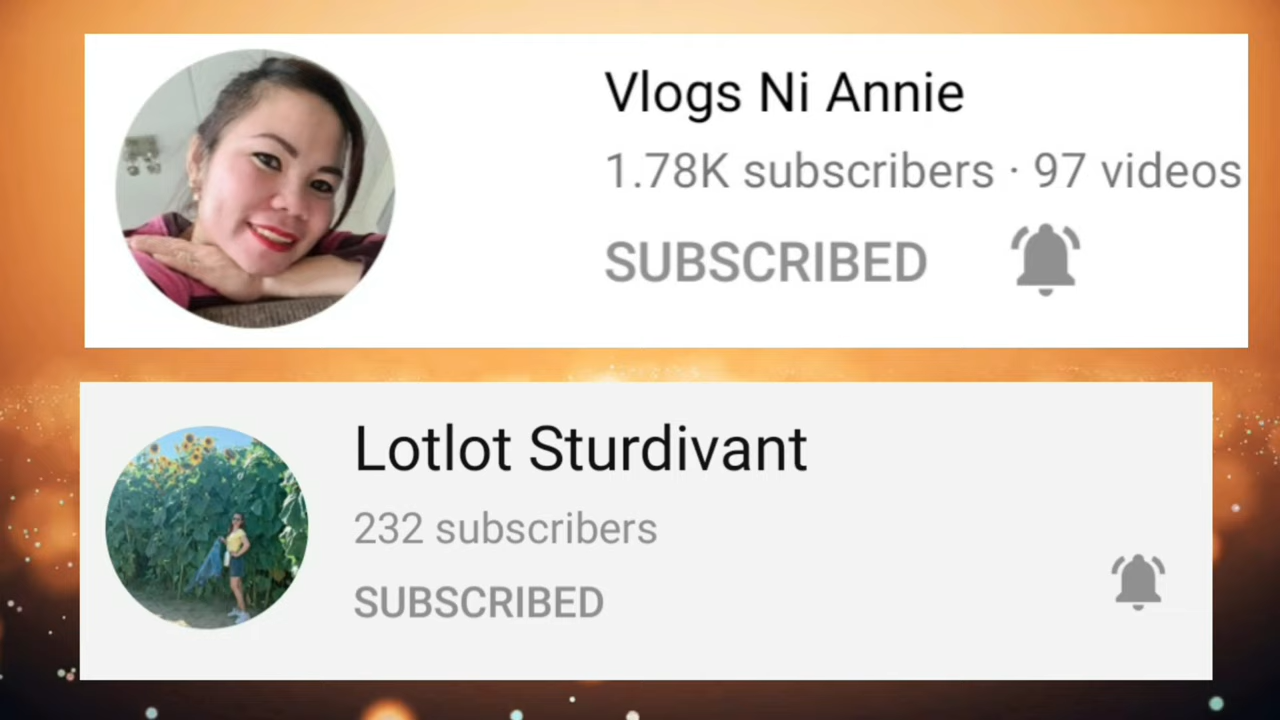 Vlogs Ni Annie
1.78K subscribers · 97 videos
SUBSCRIBED
Lotlot Sturdivant
232 subscribers
SUBSCRIBED